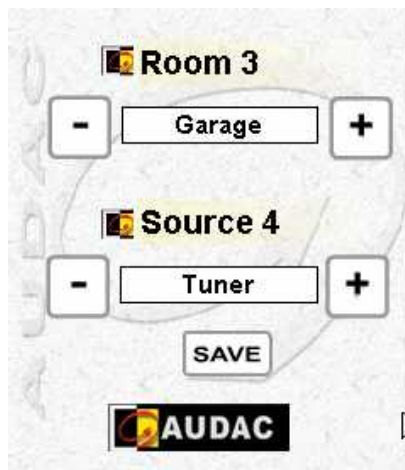 Room 3
- Garage +
Source 4
- Tuner +
SAVE
AUDAC